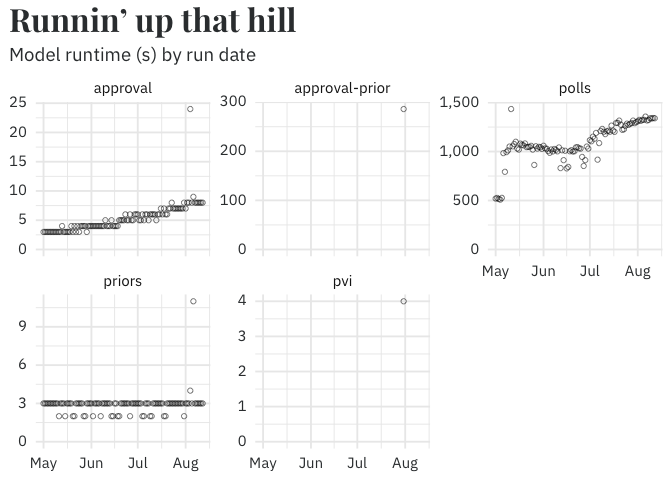 Runnin’ up that hill
Model runtime (s) by run date
approval
approval-prior
polls
25
20
15
10
5
0
300
200
100
0
1,500
1,000
500
0
May Jun Jul Aug
priors
pvi
9
6
3
0
4
3
2
1
0
May Jun Jul Aug
May Jun Jul Aug